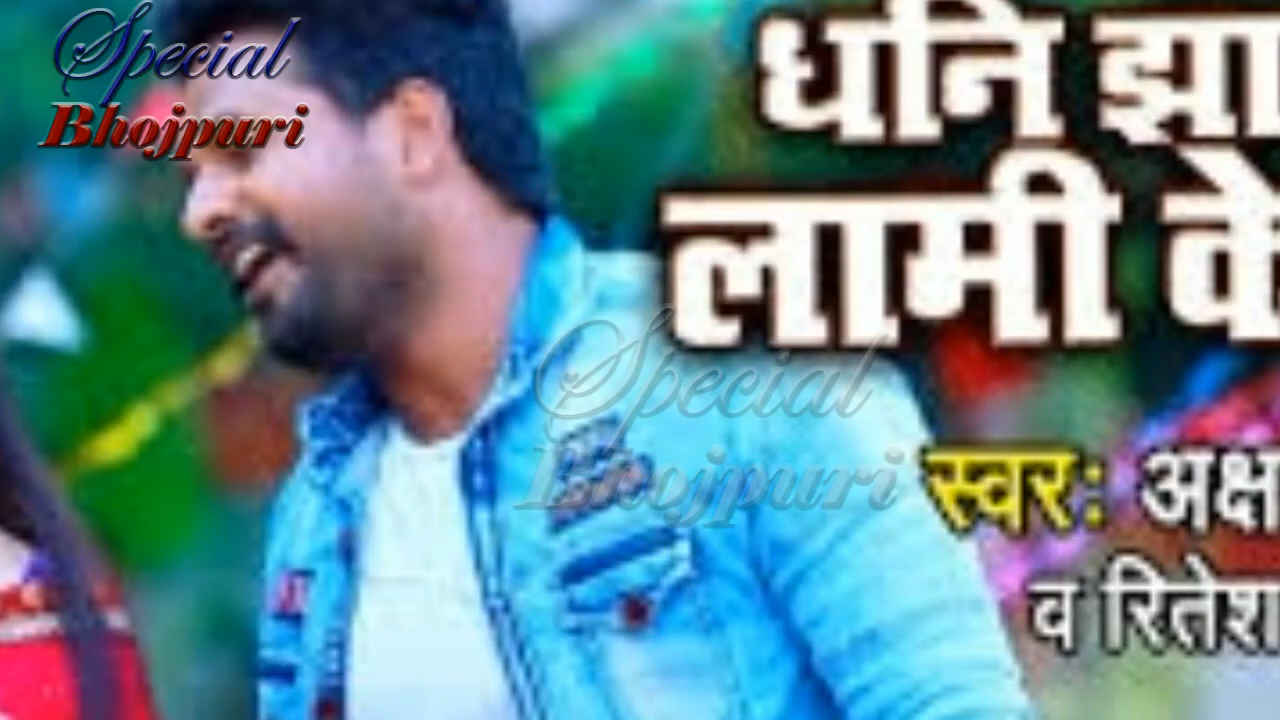 Special
Bhojpuri
धनि झा
लामी के
Special
Bhojpuri
स्वर: अक्ष
व रितेश